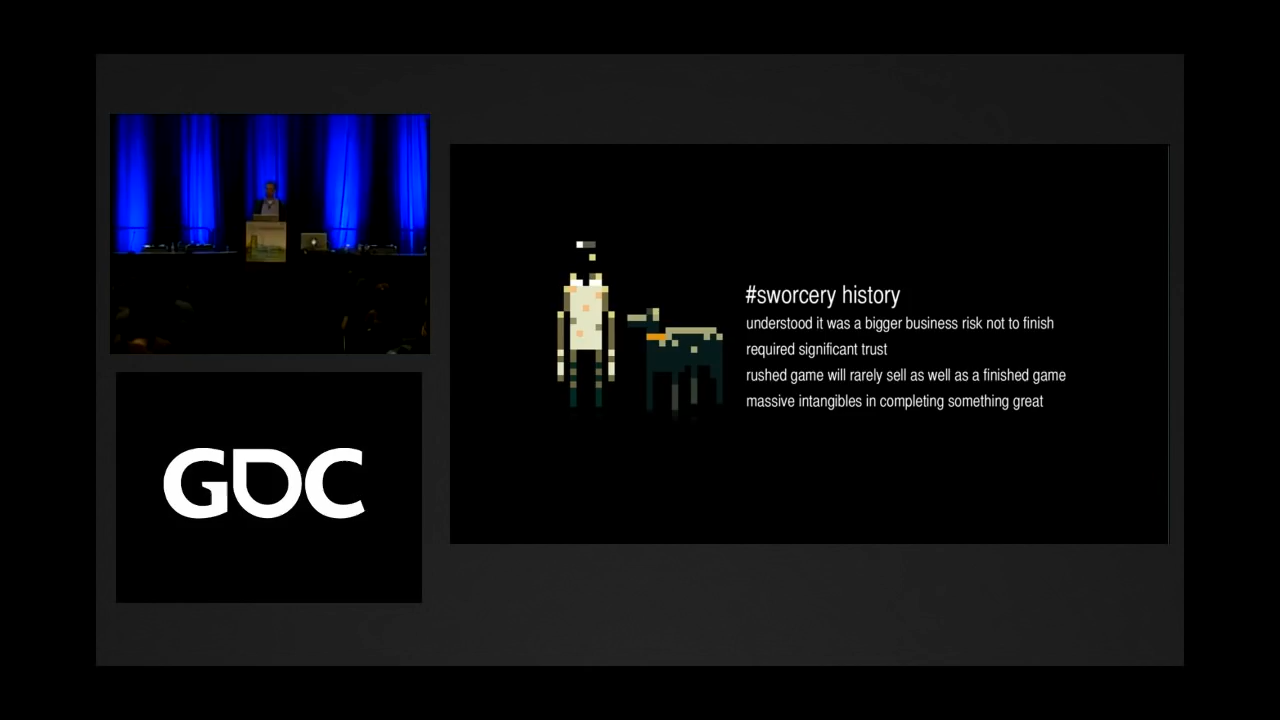 GDC
#sworcery history
understood it was a bigger business risk not to finish
required significant trust
rushed game will rarely sell as well as a finished game
massive intangibles in completing something great